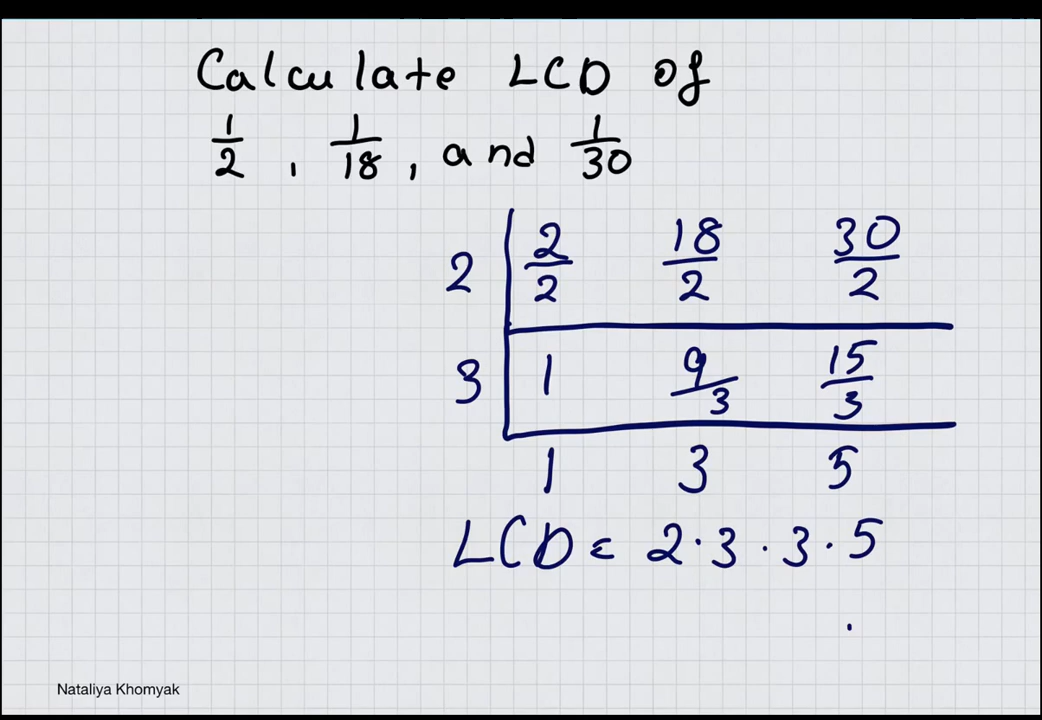 Calculate LCD of
1/2, 1/18, and 1/30
2 | 2/2 18/2 30/2
3 | 1 9/3 15/3
1 3 5
LCD = 2·3·3·5
Nataliya Khomyak